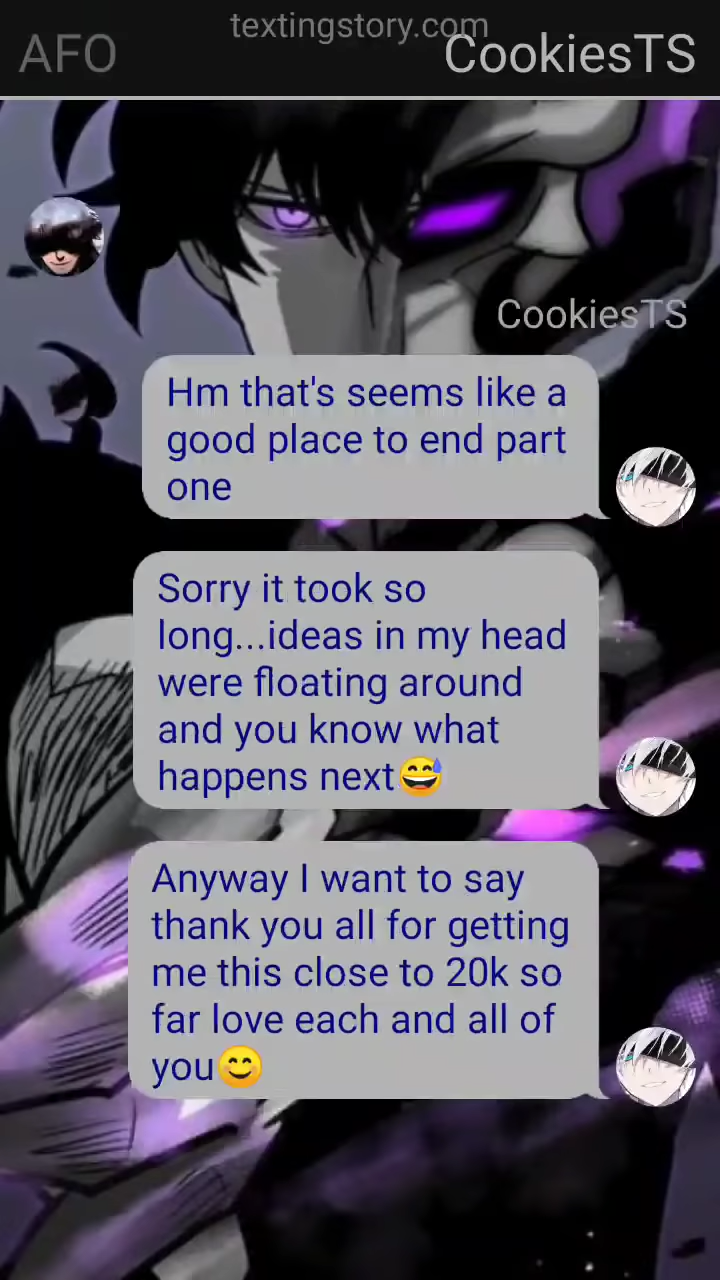 textingstory.com
AFO
CookiesTS
CookiesTS
Hm that's seems like a
good place to end part
one
Sorry it took so
long...ideas in my head
were floating around
and you know what
happens next😅
Anyway I want to say
thank you all for getting
me this close to 20k so
far love each and all of
you😊